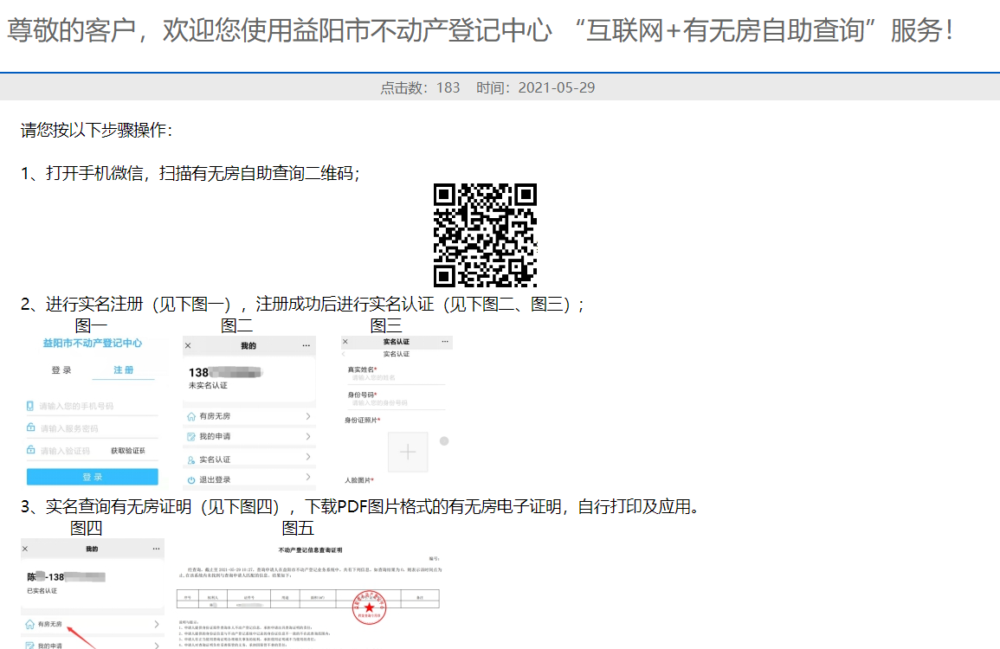 尊敬的客户，欢迎您使用益阳市不动产登记中心 “互联网+有无房自助查询”服务！
点击数：183 时间：2021-05-29
请您按以下步骤操作：
1、打开手机微信，扫描有无房自助查询二维码；
2、进行实名注册（见下图一），注册成功后进行实名认证（见下图二、图三）；
图一 图二 图三
益阳市不动产登记中心
登 录 注 册
请输入您的手机号码
请输入服务密码
请输入验证码 获取验证码
登 录
我的
138
未实名认证
有房无房
我的申请
实名认证
退出登录
实名认证
实名认证
真实姓名*
请输入您的姓名
身份号码*
请输入您的身份号码
身份证照片*
人脸图片*
3、实名查询有无房证明（见下图四），下载PDF图片格式的有无房电子证明，自行打印及应用。
图四 图五
我的
陈 -138
已实名认证
有房无房
我的申请
不动产登记信息查询证明
编号：